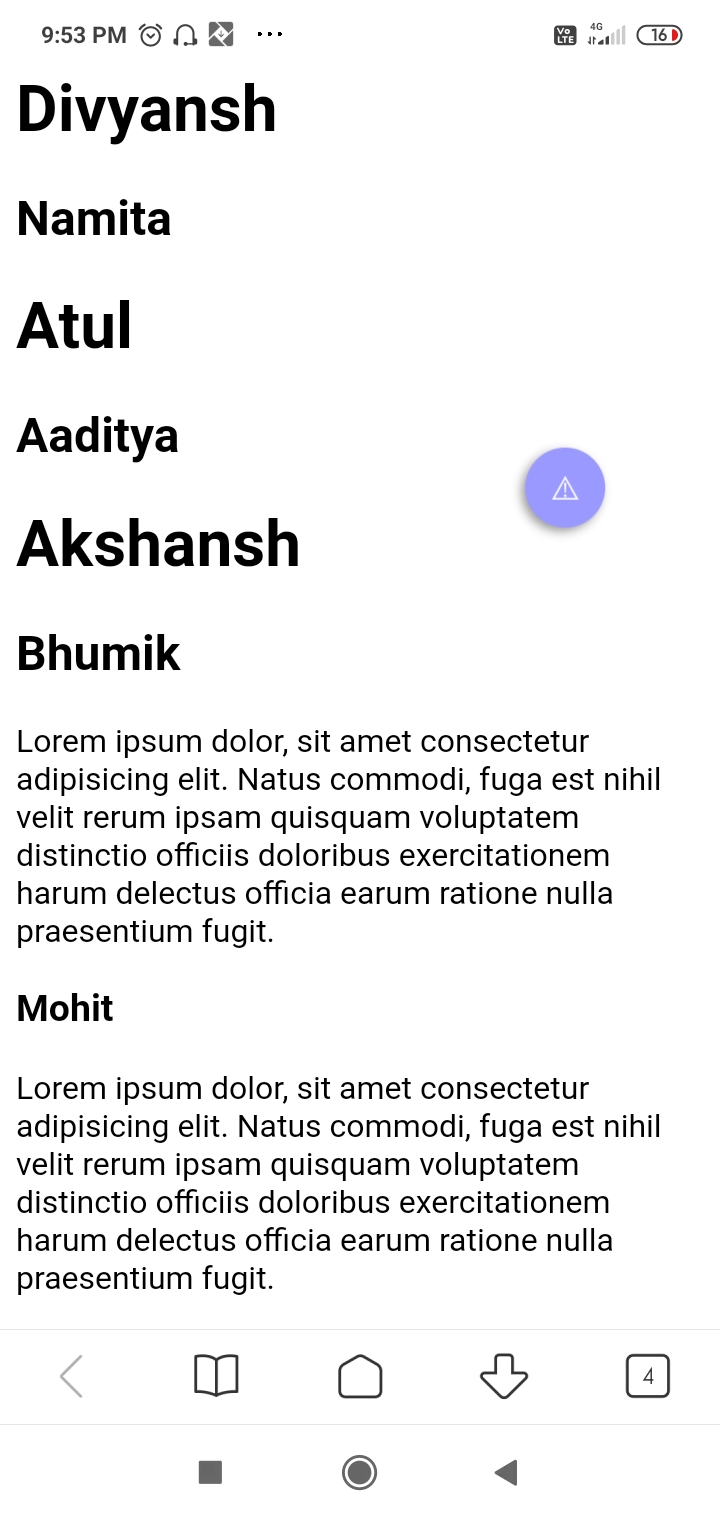 9:53 PM
Vo LTE
4G
16
Divyansh
Namita
Atul
Aaditya
Akshansh
Bhumik
Lorem ipsum dolor, sit amet consectetur
adipisicing elit. Natus commodi, fuga est nihil
velit rerum ipsam quisquam voluptatem
distinctio officiis doloribus exercitationem
harum delectus officia earum ratione nulla
praesentium fugit.
Mohit
Lorem ipsum dolor, sit amet consectetur
adipisicing elit. Natus commodi, fuga est nihil
velit rerum ipsam quisquam voluptatem
distinctio officiis doloribus exercitationem
harum delectus officia earum ratione nulla
praesentium fugit.
4